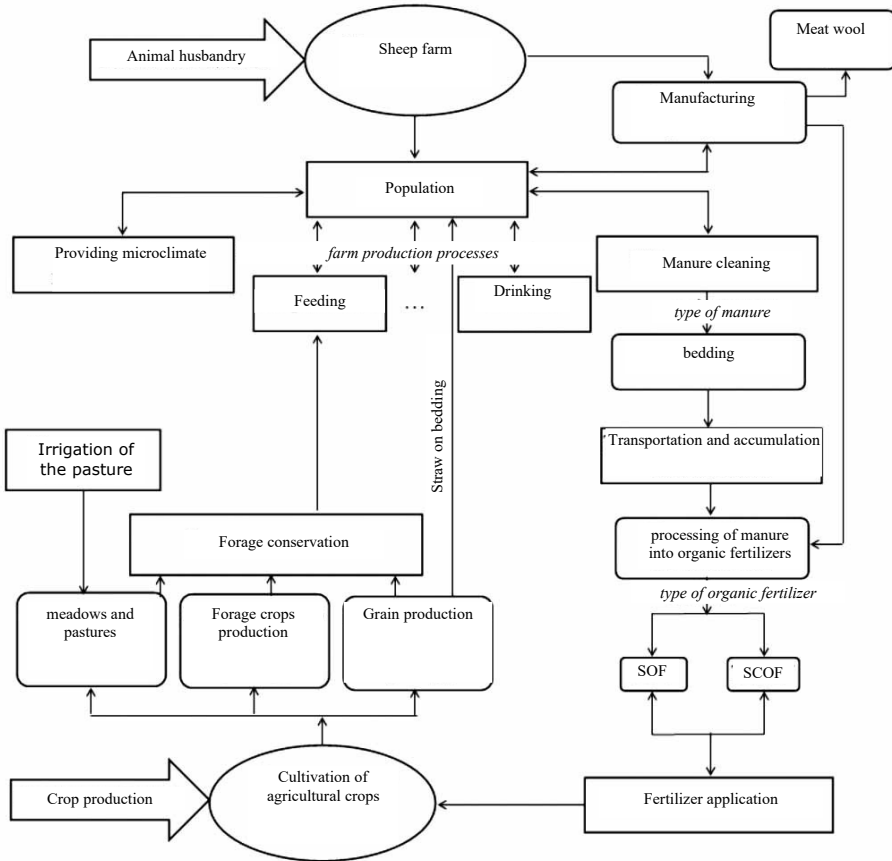 Meat wool
Animal husbandry
Sheep farm
Manufacturing
Population
Providing microclimate
farm production processes
Manure cleaning
Feeding
...
Drinking
type of manure
bedding
Straw on bedding
Irrigation of
the pasture
Transportation and accumulation
Forage conservation
processing of manure
into organic fertilizers
type of organic fertilizer
meadows and
pastures
Forage crops
production
Grain production
SOF
SCOF
Crop production
Cultivation of
agricultural crops
Fertilizer application